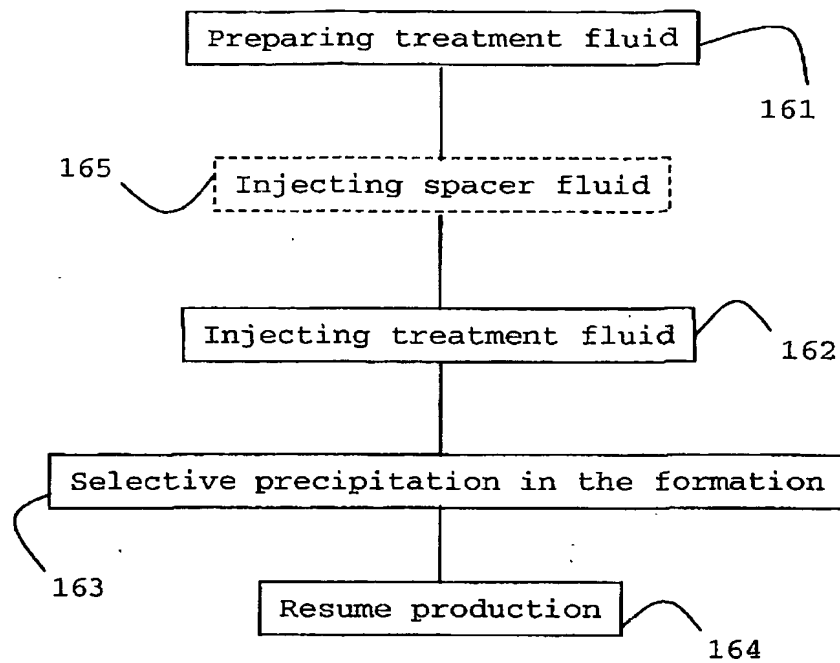 Preparing treatment fluid
161
165
Injecting spacer fluid
Injecting treatment fluid
162
Selective precipitation in the formation
163
Resume production
164